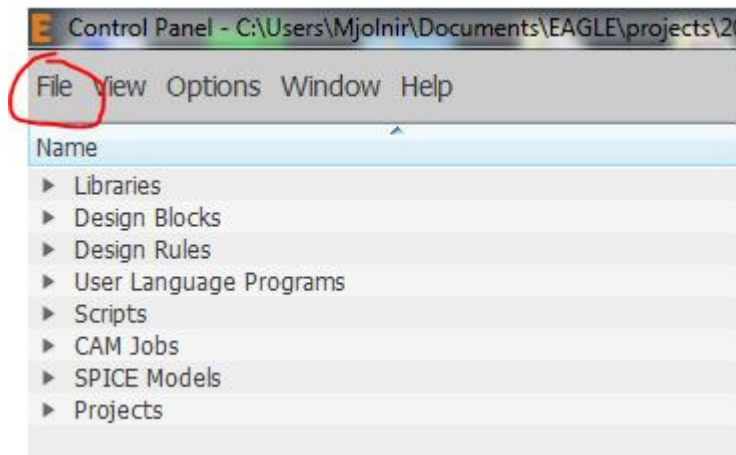 Control Panel - C:\Users\Mjolnir\Documents\EAGLE\projects\20
File View Options Window Help
Name
Libraries
Design Blocks
Design Rules
User Language Programs
Scripts
CAM Jobs
SPICE Models
Projects